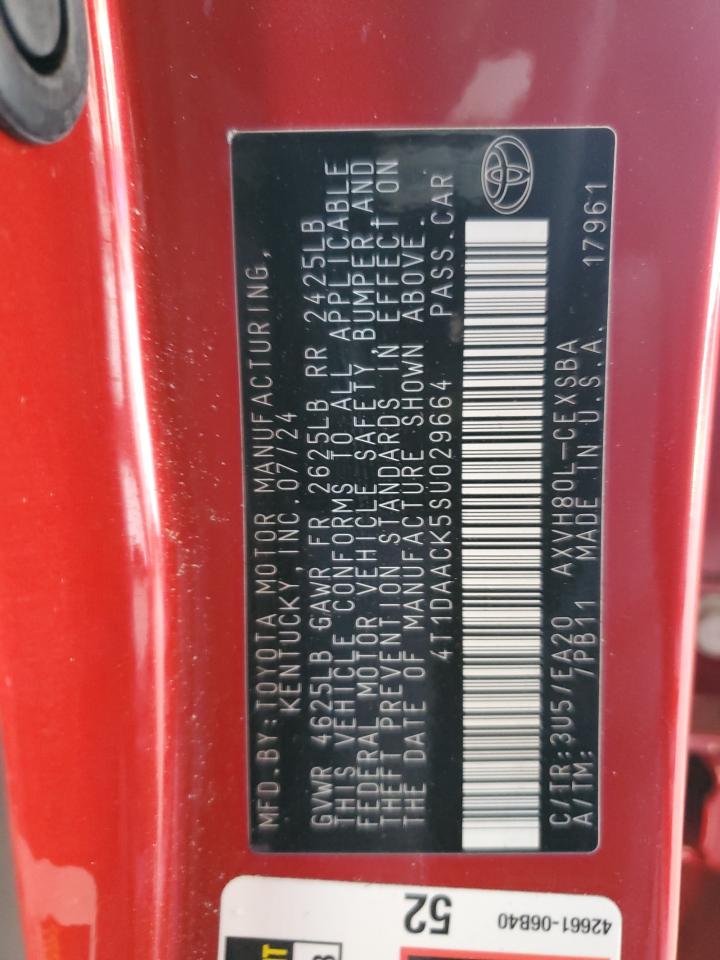 MFD.BY:TOYOTA MOTOR MANUFACTURING,
KENTUCKY,INC.07/24
GVWR 4625LB GAWR FR 2625LB RR 2425LB
THIS VEHICLE CONFORMS TO ALL APPLICABLE
FEDERAL MOTOR VEHICLE SAFETY, BUMPER AND
THEFT PREVENTION STANDARDS IN EFFECT ON
THE DATE OF MANUFACTURE SHOWN ABOVE.
4T1DAACK5SU029664 PASS.CAR
C/TR:3U5/EA20 AXVH80L-CEXSBA
A/TM: /PB11 MADE IN U.S.A. 17961
52
42661-06B40